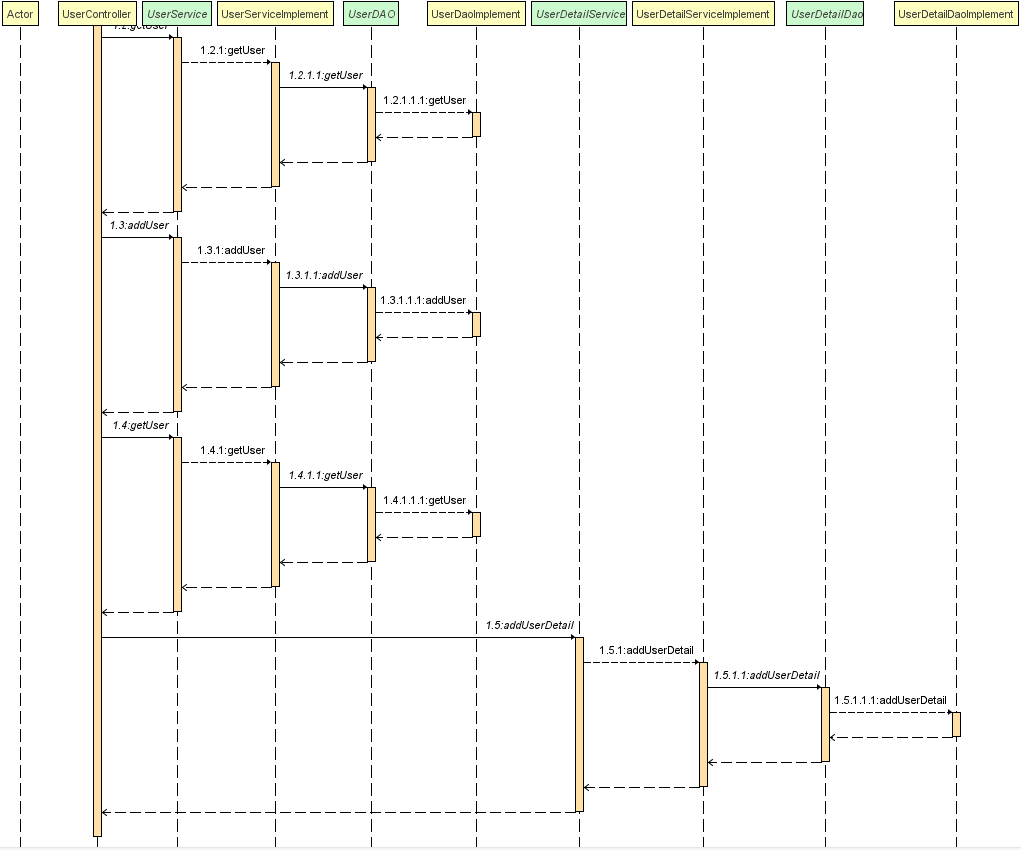 Actor
UserController
UserService
UserServiceImplement
UserDAO
UserDaoImplement
UserDetailService
UserDetailServiceImplement
UserDetailDao
UserDetailDaoImplement
1.2:getUser
1.2.1:getUser
1.2.1.1:getUser
1.2.1.1.1:getUser
1.3:addUser
1.3.1:addUser
1.3.1.1:addUser
1.3.1.1.1:addUser
1.4:getUser
1.4.1:getUser
1.4.1.1:getUser
1.4.1.1.1:getUser
1.5:addUserDetail
1.5.1:addUserDetail
1.5.1.1:addUserDetail
1.5.1.1.1:addUserDetail